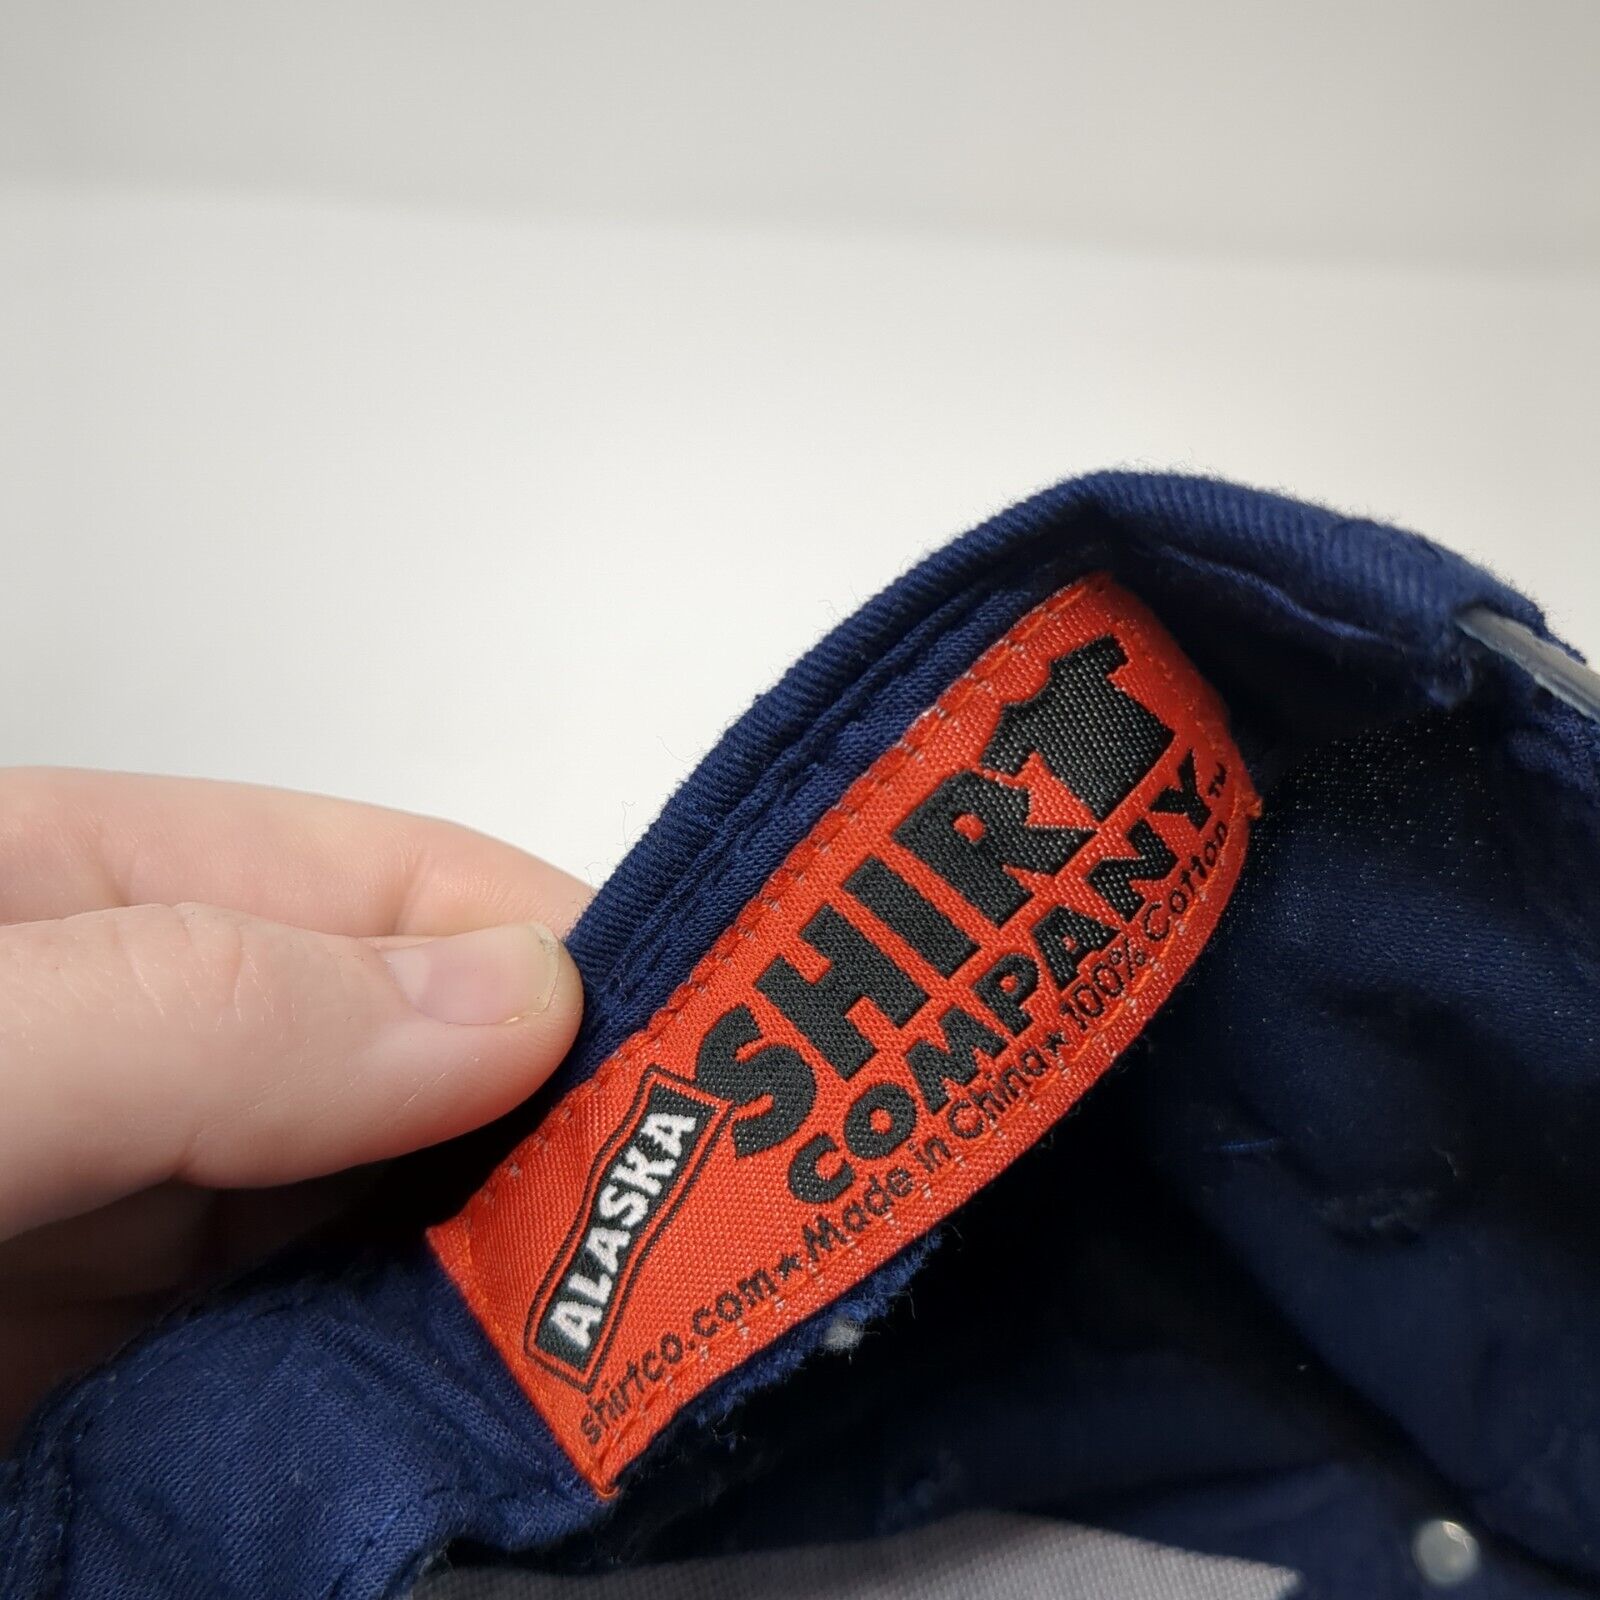 ALASKA
SHIRT
COMPANY™
shirtco.com★Made in China★100% Cotton